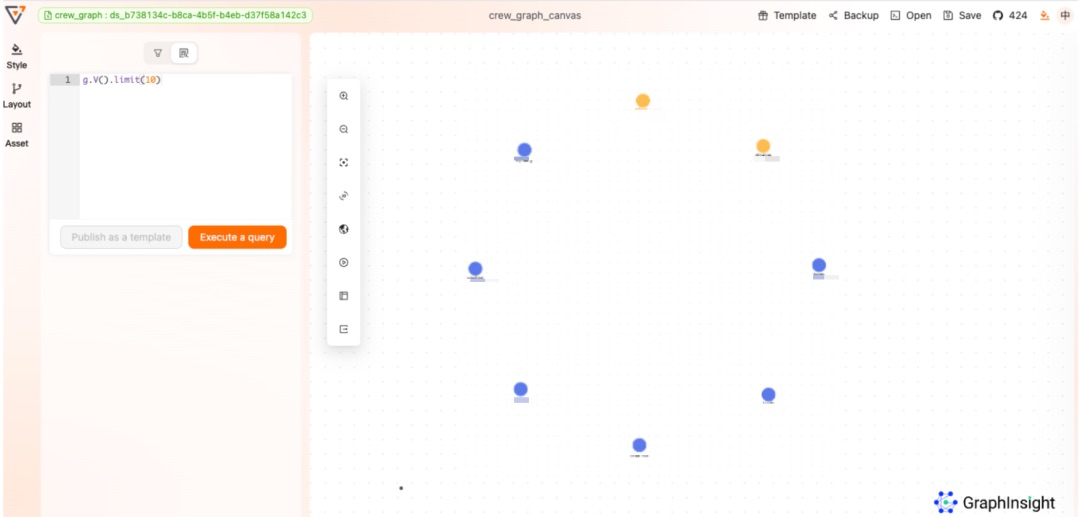 crew_graph : ds_b738134c-b8ca-4b5f-b4eb-d37f58a142c3
crew_graph_canvas
Template
Backup
Open
Save
424
中
Style
Layout
Asset
1 g.V().limit(10)
Publish as a template
Execute a query
GraphInsight